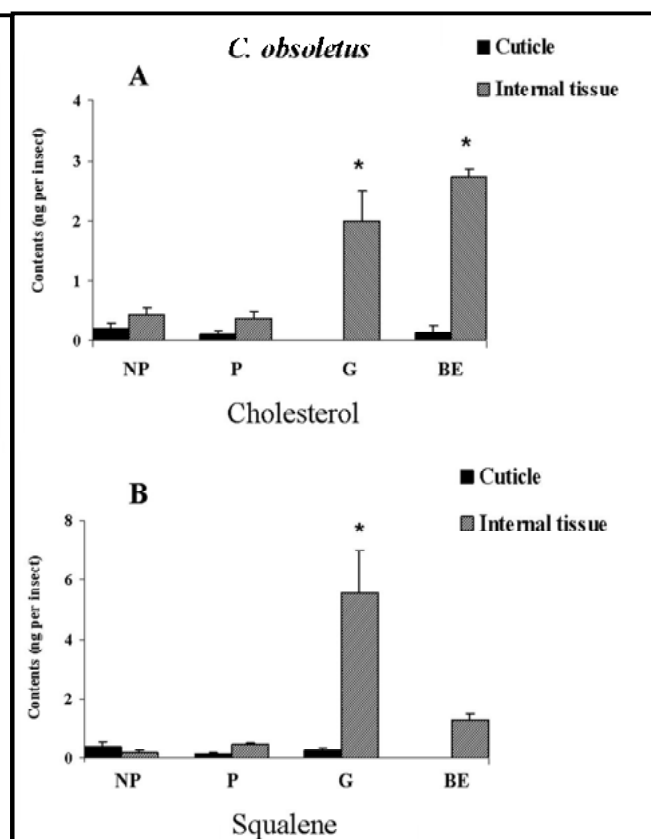 C. obsoletus
A
Cuticle
Internal tissue
Contents (ng per insect)
4
3
2
1
0
*
*
NP P G BE
Cholesterol
B
Cuticle
Internal tissue
Contents (ng per insect)
8
6
4
2
0
*
NP P G BE
Squalene